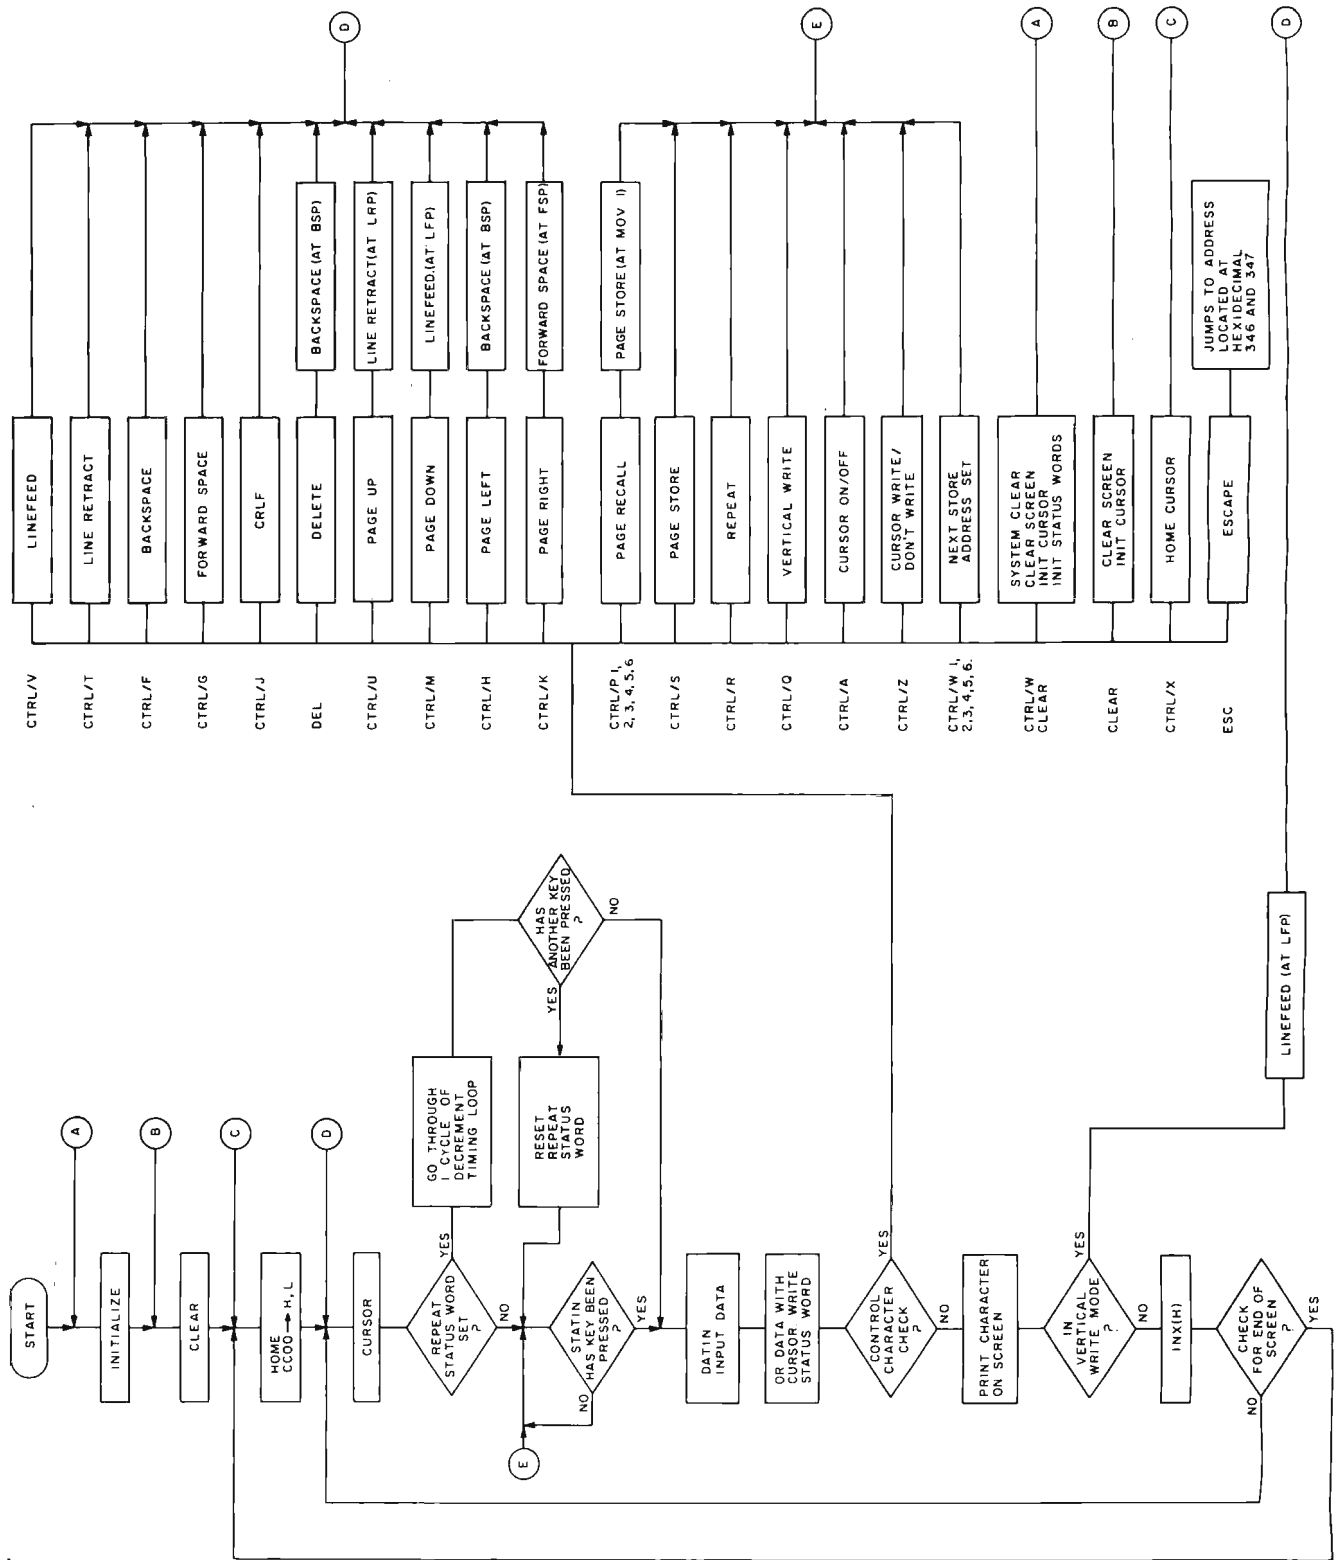 START
A
INITIALIZE
B
CLEAR
C
HOME
CCOO → H, L
D
CURSOR
REPEAT
STATUS WORD
SET
?
YES
NO
GO THROUGH
1 CYCLE OF
DECREMENT
TIMING LOOP
HAS
ANOTHER KEY
BEEN PRESSED
?
YES
NO
RESET
REPEAT
STATUS
WORD
E
STATIN
HAS KEY BEEN
PRESSED
?
NO
YES
DATIN
INPUT DATA
OR DATA WITH
CURSOR WRITE
STATUS WORD
CONTROL
CHARACTER
CHECK
?
YES
NO
PRINT CHARACTER
ON SCREEN
IN
VERTICAL
WRITE MODE
?
YES
NO
LINEFEED (AT LFP)
D
INX(H)
CHECK
FOR END OF
SCREEN
?
NO
YES
CTRL/V
LINEFEED
CTRL/T
LINE RETRACT
CTRL/F
BACKSPACE
CTRL/G
FORWARD SPACE
CTRL/J
CRLF
DEL
DELETE
BACKSPACE (AT BSP)
CTRL/U
PAGE UP
LINE RETRACT(AT LRP)
CTRL/M
PAGE DOWN
LINEFEED.(AT LFP)
CTRL/H
PAGE LEFT
BACKSPACE (AT BSP)
CTRL/K
PAGE RIGHT
FORWARD SPACE (AT FSP)
D
CTRL/P 1,
2, 3, 4, 5, 6
PAGE RECALL
PAGE STORE (AT MOV 1)
CTRL/S
PAGE STORE
CTRL/R
REPEAT
CTRL/Q
VERTICAL WRITE
CTRL/A
CURSOR ON/OFF
CTRL/Z
CURSOR WRITE/
DON'T WRITE
CTRL/W 1,
2,3,4,5,6.
NEXT STORE
ADDRESS SET
E
CTRL/W
CLEAR
SYSTEM CLEAR
CLEAR SCREEN
INIT CURSOR
INIT STATUS WORDS
A
CLEAR
CLEAR SCREEN
INIT CURSOR
B
CTRL/X
HOME CURSOR
C
ESC
ESCAPE
JUMPS TO ADDRESS
LOCATED AT
HEXIDECIMAL
346 AND 347